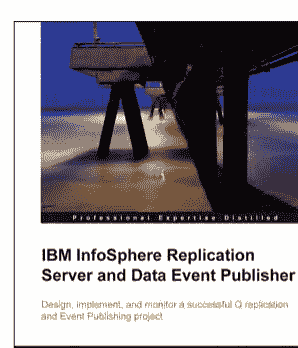 Professional Expertise Distilled
IBM InfoSphere Replication
Server and Data Event Publisher
Design, implement, and monitor a successful Q replication
and Event Publishing project